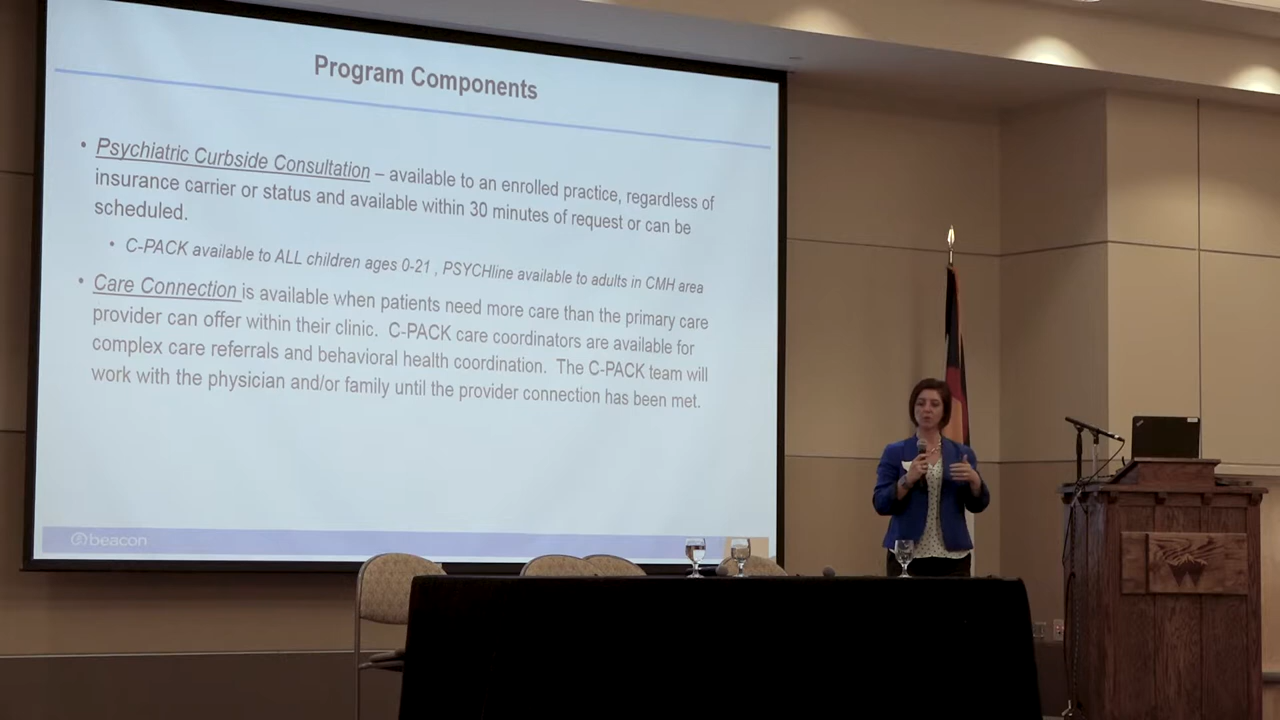 Program Components
• Psychiatric Curbside Consultation – available to an enrolled practice, regardless of
insurance carrier or status and available within 30 minutes of request or can be
scheduled.
• C-PACK available to ALL children ages 0-21 , PSYCHline available to adults in CMH area
• Care Connection is available when patients need more care than the primary care
provider can offer within their clinic. C-PACK care coordinators are available for
complex care referrals and behavioral health coordination. The C-PACK team will
work with the physician and/or family until the provider connection has been met.
beacon